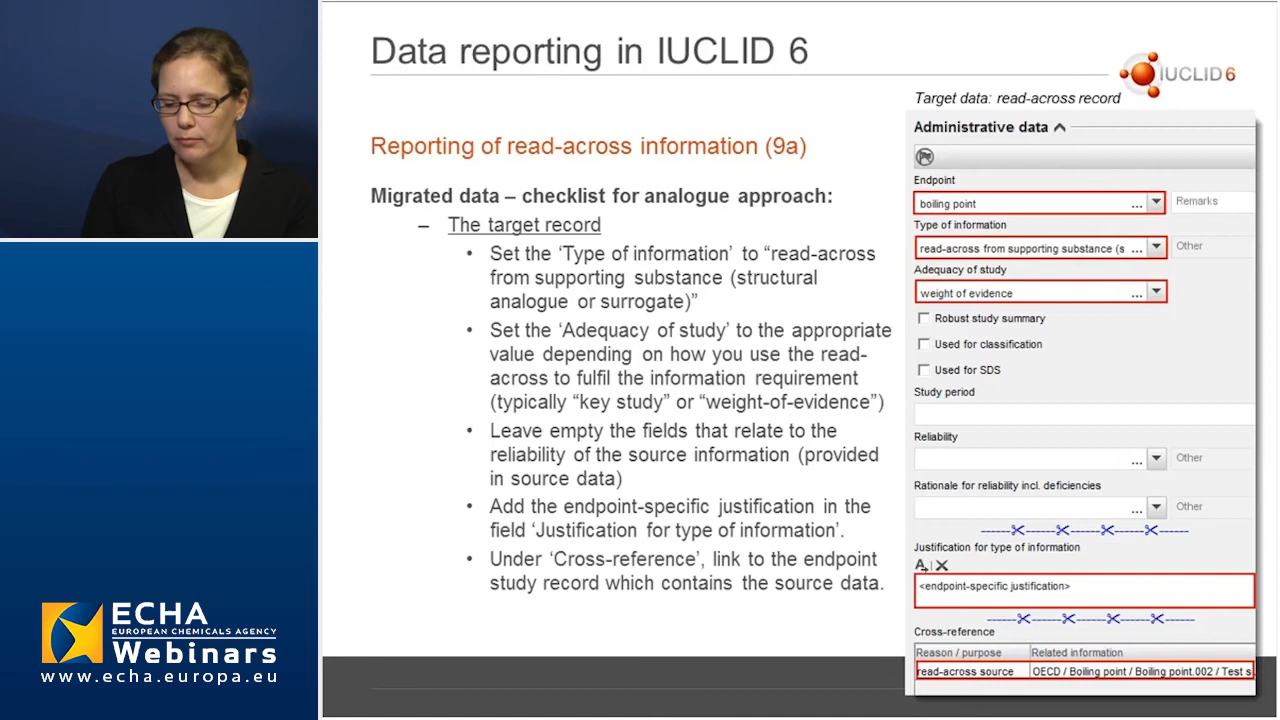 Data reporting in IUCLID 6
IUCLID 6
Target data: read-across record
Reporting of read-across information (9a)
Migrated data – checklist for analogue approach:
– The target record
• Set the ‘Type of information’ to “read-across
from supporting substance (structural
analogue or surrogate)”
• Set the ‘Adequacy of study’ to the appropriate
value depending on how you use the read-
across to fulfil the information requirement
(typically “key study” or “weight-of-evidence”)
• Leave empty the fields that relate to the
reliability of the source information (provided
in source data)
• Add the endpoint-specific justification in the
field ‘Justification for type of information’.
• Under ‘Cross-reference’, link to the endpoint
study record which contains the source data.
Administrative data
Endpoint
boiling point ... Remarks
Type of information
read-across from supporting substance (s ... Other
Adequacy of study
weight of evidence ...
Robust study summary
Used for classification
Used for SDS
Study period
Reliability
... Other
Rationale for reliability incl. deficiencies
... Other
Justification for type of information
<endpoint-specific justification>
Cross-reference
Reason / purpose Related information
read-across source OECD / Boiling point / Boiling point.002 / Test s
ECHA
EUROPEAN CHEMICALS AGENCY
Webinars
www.echa.europa.eu